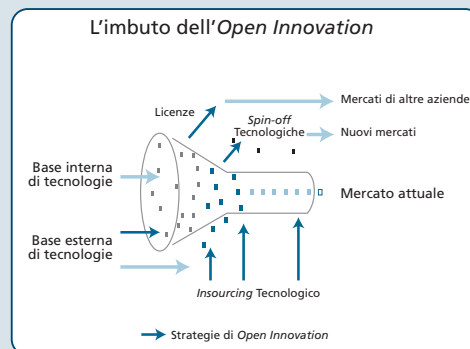 L'imbuto dell'Open Innovation
Licenze
Mercati di altre aziende
Spin-off
Tecnologiche
Nuovi mercati
Base interna
di tecnologie
Mercato attuale
Base esterna
di tecnologie
Insourcing Tecnologico
Strategie di Open Innovation